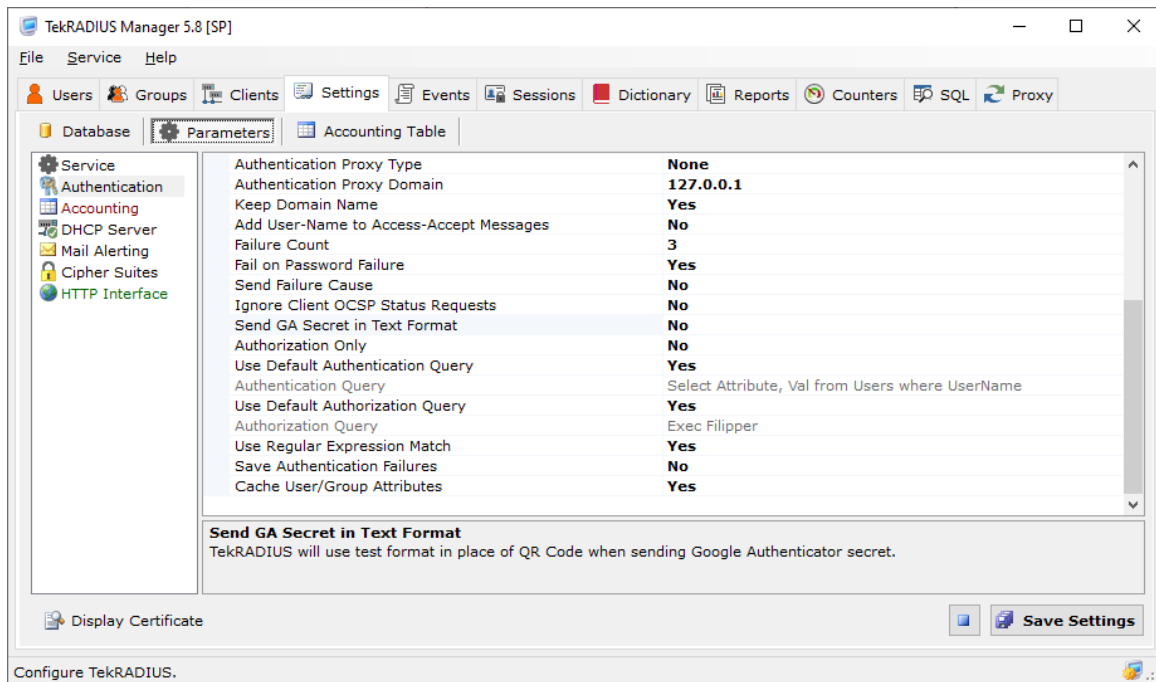 TekRADIUS Manager 5.8 [SP]
File Service Help
Users Groups Clients Settings Events Sessions Dictionary Reports Counters SQL Proxy
Database Parameters Accounting Table
Service
Authentication
Accounting
DHCP Server
Mail Alerting
Cipher Suites
HTTP Interface
Authentication Proxy Type None
Authentication Proxy Domain 127.0.0.1
Keep Domain Name Yes
Add User-Name to Access-Accept Messages No
Failure Count 3
Fail on Password Failure Yes
Send Failure Cause No
Ignore Client OCSP Status Requests No
Send GA Secret in Text Format No
Authorization Only No
Use Default Authentication Query Yes
Authentication Query Select Attribute, Val from Users where UserName
Use Default Authorization Query Yes
Authorization Query Exec Filipper
Use Regular Expression Match Yes
Save Authentication Failures No
Cache User/Group Attributes Yes
Send GA Secret in Text Format
TekRADIUS will use test format in place of QR Code when sending Google Authenticator secret.
Display Certificate Save Settings
Configure TekRADIUS.